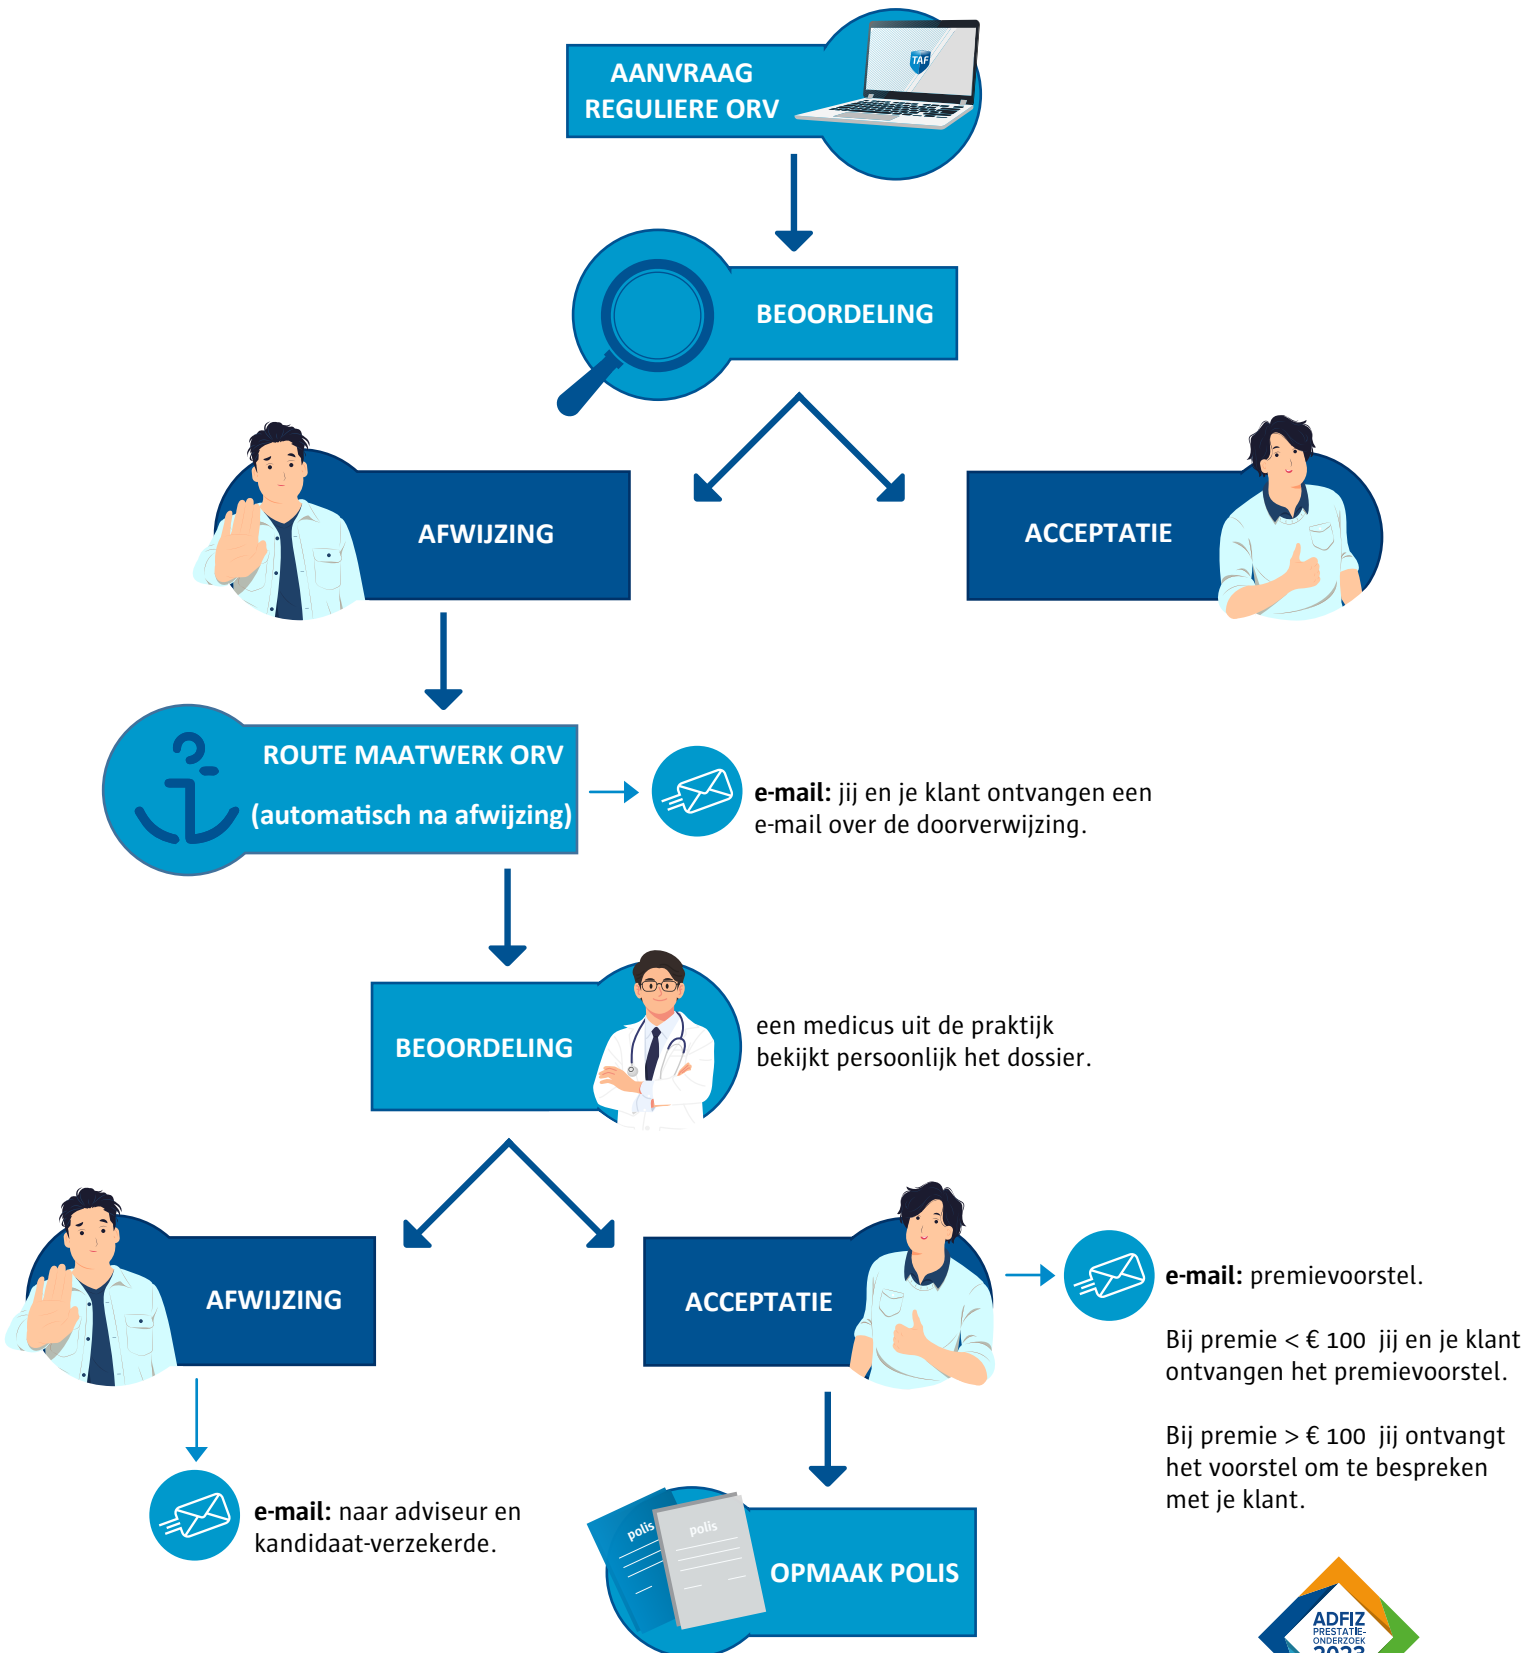 AANVRAAG
REGULIERE ORV
TAF
BEOORDELING
AFWIJZING
ACCEPTATIE
ROUTE MAATWERK ORV
(automatisch na afwijzing)
e-mail: jij en je klant ontvangen een
e-mail over de doorverwijzing.
BEOORDELING
een medicus uit de praktijk
bekijkt persoonlijk het dossier.
AFWIJZING
ACCEPTATIE
e-mail: premievoorstel.
Bij premie < € 100 jij en je klant
ontvangen het premievoorstel.
Bij premie > € 100 jij ontvangt
het voorstel om te bespreken
met je klant.
e-mail: naar adviseur en
kandidaat-verzekerde.
polis
polis
OPMAAK POLIS
ADFIZ
PRESTATIE-
ONDERZOEK
2023